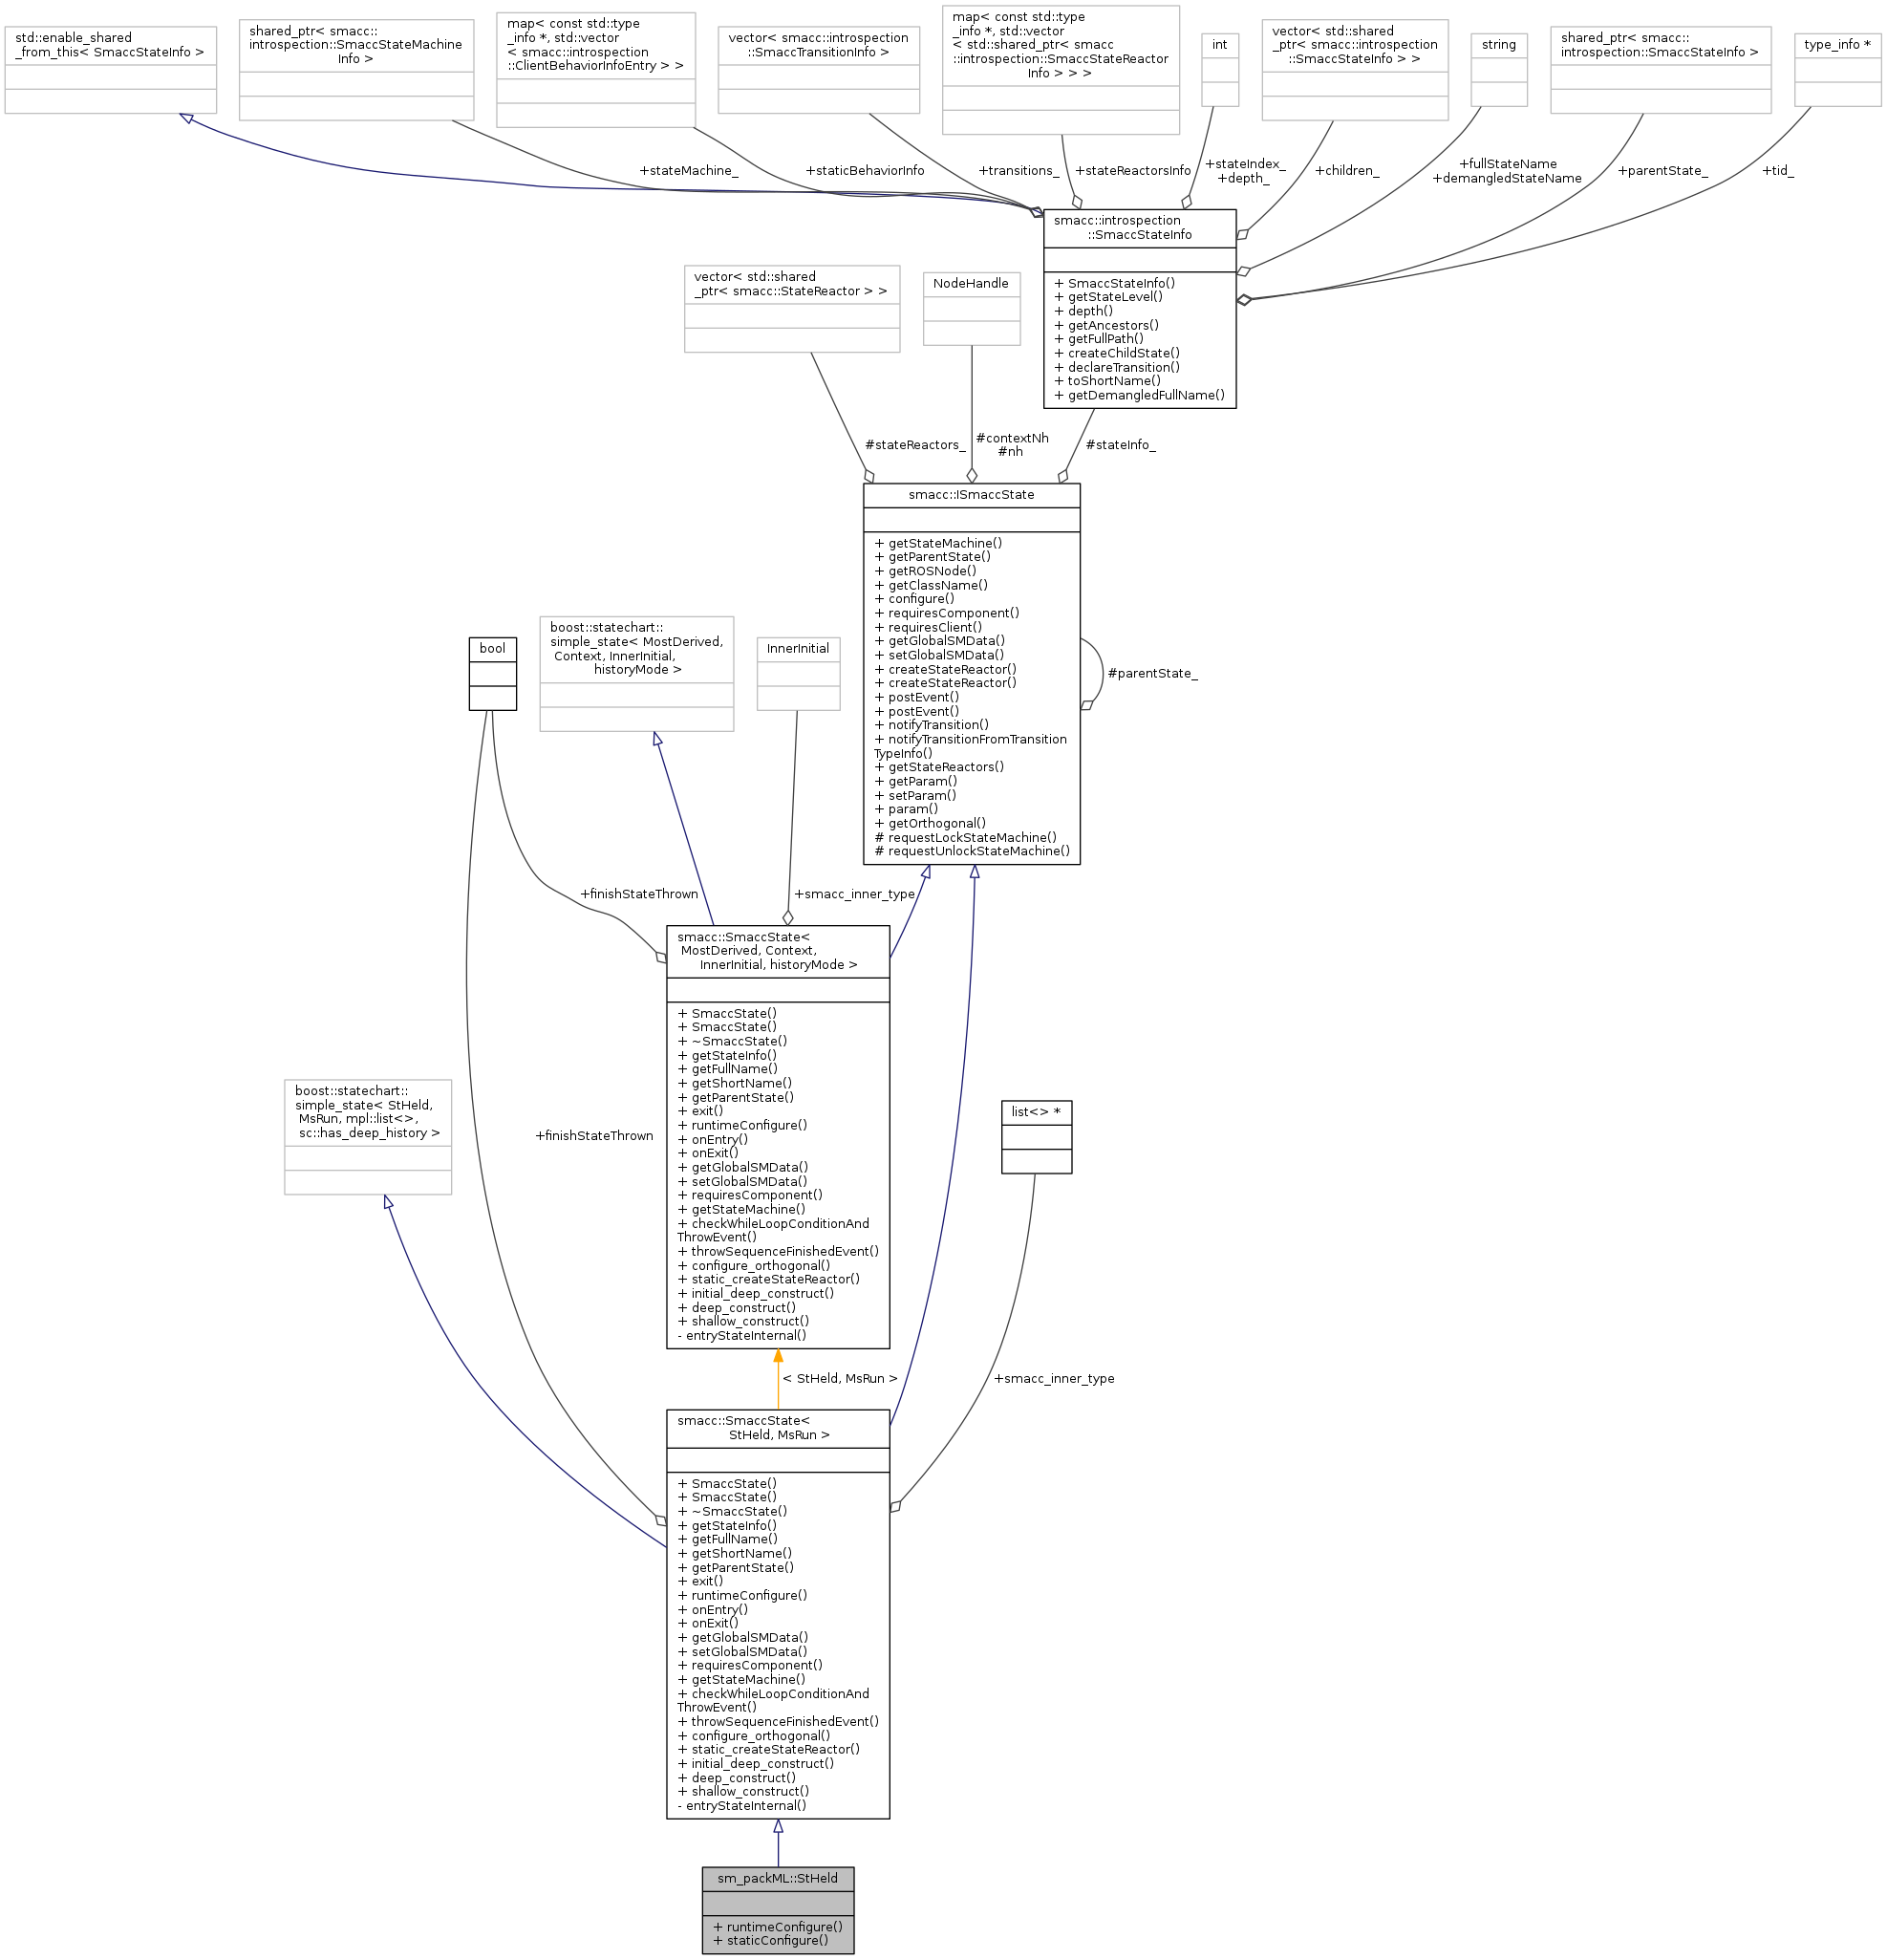 std::enable_shared
_from_this< SmaccStateInfo >
shared_ptr< smacc::
introspection::SmaccStateMachine
Info >
map< const std::type
_info *, std::vector
< smacc::introspection
::ClientBehaviorInfoEntry > >
vector< smacc::introspection
::SmaccTransitionInfo >
map< const std::type
_info *, std::vector
< std::shared_ptr< smacc
::introspection::SmaccStateReactor
Info > > >
int
vector< std::shared
_ptr< smacc::introspection
::SmaccStateInfo > >
string
shared_ptr< smacc::
introspection::SmaccStateInfo >
type_info *
+stateMachine_
+staticBehaviorInfo
+transitions_
+stateReactorsInfo
+stateIndex_
+depth_
+children_
+fullStateName
+demangledStateName
+parentState_
+tid_
smacc::introspection
::SmaccStateInfo
+ SmaccStateInfo()
+ getStateLevel()
+ depth()
+ getAncestors()
+ getFullPath()
+ createChildState()
+ declareTransition()
+ toShortName()
+ getDemangledFullName()
vector< std::shared
_ptr< smacc::StateReactor > >
NodeHandle
#stateReactors_
#contextNh
#nh
#stateInfo_
smacc::ISmaccState
+ getStateMachine()
+ getParentState()
+ getROSNode()
+ getClassName()
+ configure()
+ requiresComponent()
+ requiresClient()
+ getGlobalSMData()
+ setGlobalSMData()
+ createStateReactor()
+ createStateReactor()
+ postEvent()
+ postEvent()
+ notifyTransition()
+ notifyTransitionFromTransition
TypeInfo()
+ getStateReactors()
+ getParam()
+ setParam()
+ param()
+ getOrthogonal()
# requestLockStateMachine()
# requestUnlockStateMachine()
#parentState_
bool
boost::statechart::
simple_state< MostDerived,
Context, InnerInitial,
historyMode >
InnerInitial
+finishStateThrown
+smacc_inner_type
smacc::SmaccState<
MostDerived, Context,
InnerInitial, historyMode >
+ SmaccState()
+ SmaccState()
+ ~SmaccState()
+ getStateInfo()
+ getFullName()
+ getShortName()
+ getParentState()
+ exit()
+ runtimeConfigure()
+ onEntry()
+ onExit()
+ getGlobalSMData()
+ setGlobalSMData()
+ requiresComponent()
+ getStateMachine()
+ checkWhileLoopConditionAnd
ThrowEvent()
+ throwSequenceFinishedEvent()
+ configure_orthogonal()
+ static_createStateReactor()
+ initial_deep_construct()
+ deep_construct()
+ shallow_construct()
- entryStateInternal()
boost::statechart::
simple_state< StHeld,
MsRun, mpl::list<>,
sc::has_deep_history >
+finishStateThrown
list<> *
< StHeld, MsRun >
+smacc_inner_type
smacc::SmaccState<
StHeld, MsRun >
+ SmaccState()
+ SmaccState()
+ ~SmaccState()
+ getStateInfo()
+ getFullName()
+ getShortName()
+ getParentState()
+ exit()
+ runtimeConfigure()
+ onEntry()
+ onExit()
+ getGlobalSMData()
+ setGlobalSMData()
+ requiresComponent()
+ getStateMachine()
+ checkWhileLoopConditionAnd
ThrowEvent()
+ throwSequenceFinishedEvent()
+ configure_orthogonal()
+ static_createStateReactor()
+ initial_deep_construct()
+ deep_construct()
+ shallow_construct()
- entryStateInternal()
sm_packML::StHeld
+ runtimeConfigure()
+ staticConfigure()